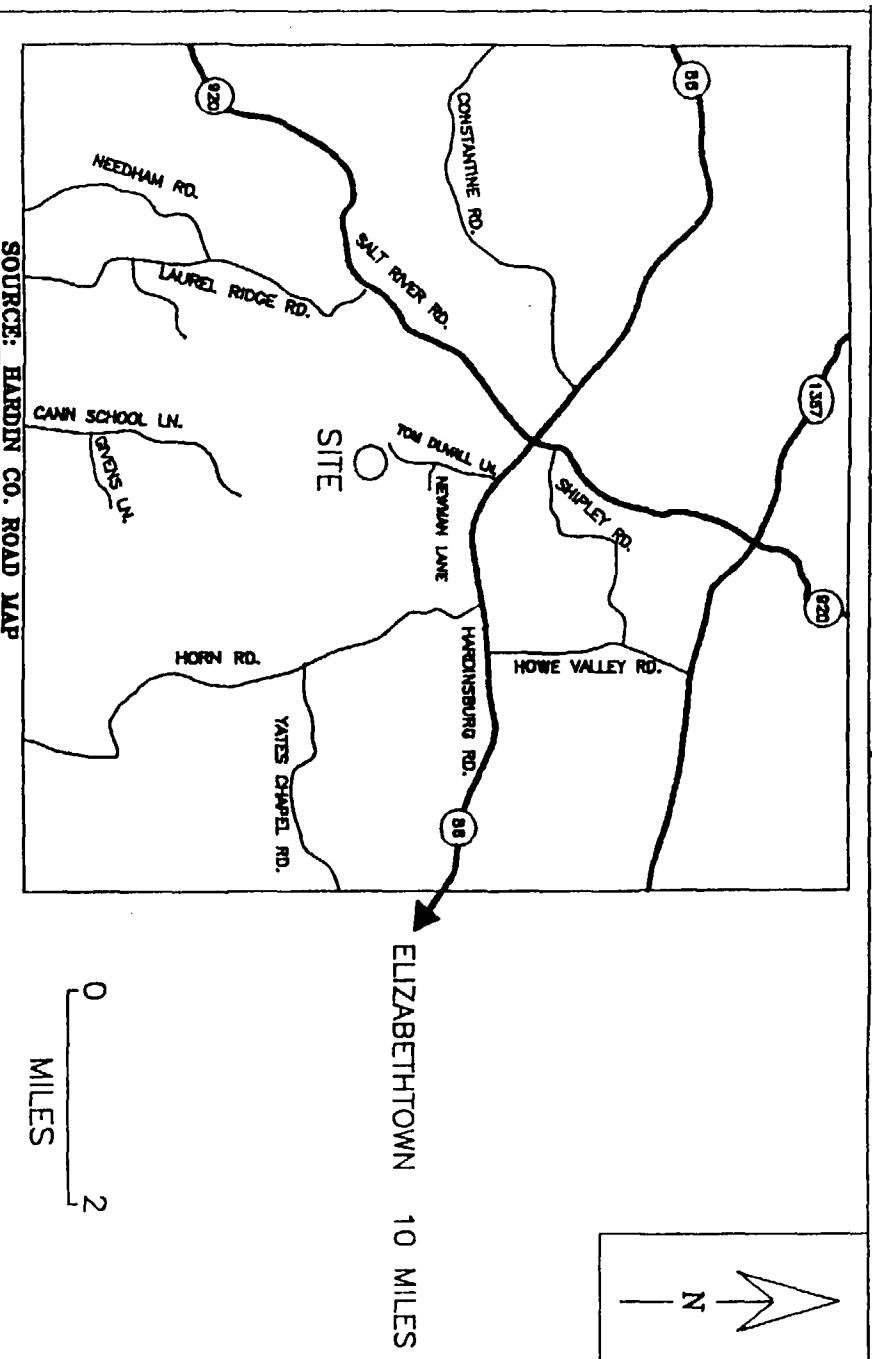 86
1357
CONSTANTINE RD.
920
NEEDHAM RD.
SALT RIVER RD.
LAUREL RIDGE RD.
CANN SCHOOL LN.
GIVENS LN.
TOM DUVALL LN.
NEWMAN LANE
SITE
SHIPLEY RD.
920
HOWE VALLEY RD.
HARDINSBURG RD.
HORN RD.
YATES CHAPEL RD.
86
ELIZABETHTOWN 10 MILES
N
0 2
MILES
SOURCE: HARDIN CO. ROAD MAP